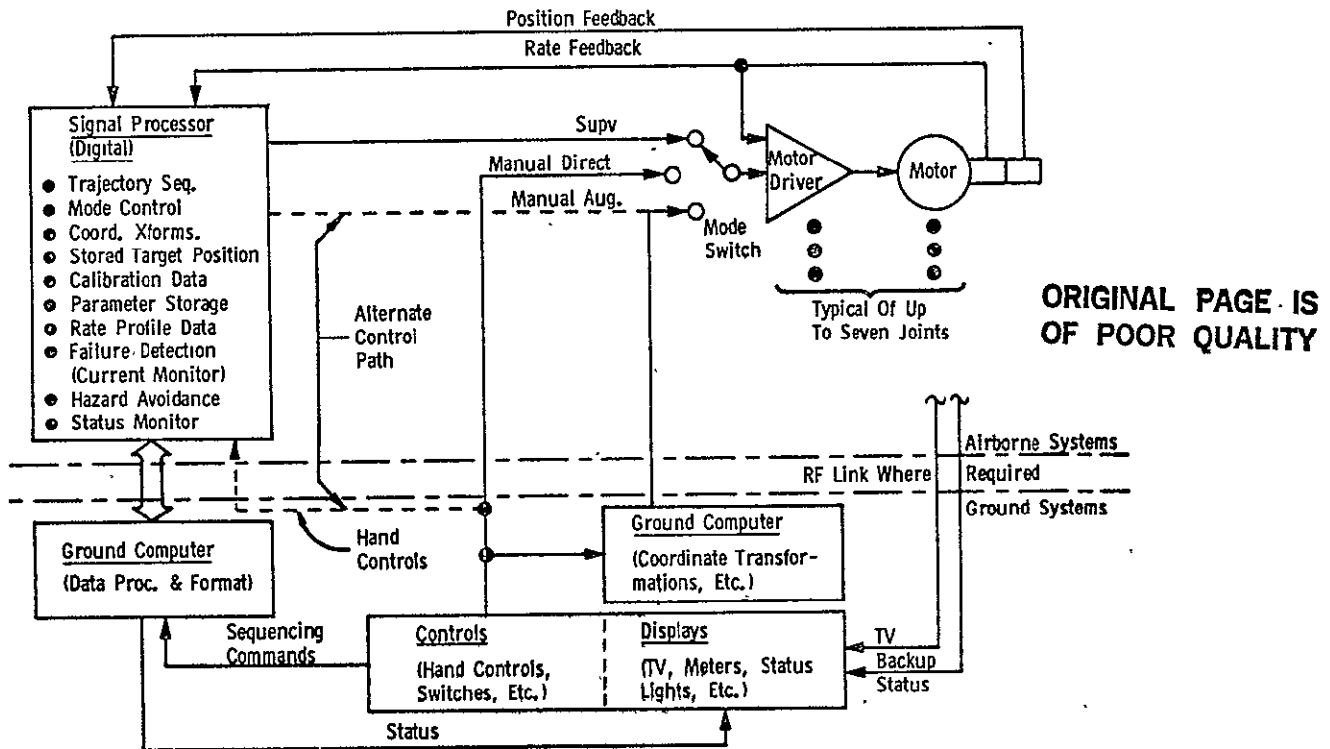 Position Feedback
Rate Feedback
Signal Processor
(Digital)
● Trajectory Seq.
● Mode Control
● Coord. Xforms.
● Stored Target Position
● Calibration Data
● Parameter Storage
● Rate Profile Data
● Failure Detection
(Current Monitor)
● Hazard Avoidance
● Status Monitor
Supv
Manual Direct
Manual Aug.
Mode
Switch
Motor
Driver
Motor
Typical Of Up
To Seven Joints
ORIGINAL PAGE IS
OF POOR QUALITY
Alternate
Control
Path
Airborne Systems
RF Link Where Required
Ground Systems
Hand
Controls
Ground Computer
(Data Proc. & Format)
Ground Computer
(Coordinate Transfor-
mations, Etc.)
Sequencing
Commands
Controls
(Hand Controls,
Switches, Etc.)
Displays
(TV, Meters, Status
Lights, Etc.)
TV
Backup
Status
Status